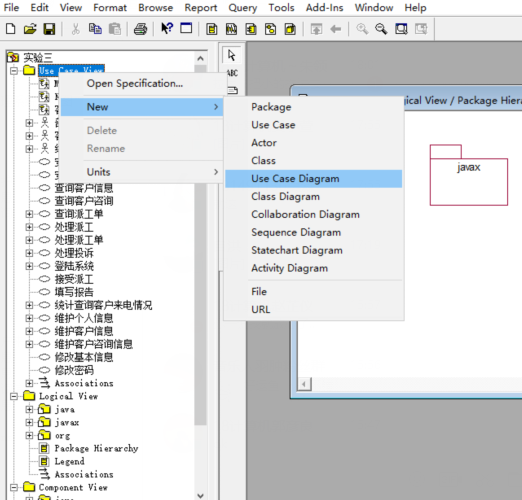 File Edit View Format Browse Report Query Tools Add-Ins Window Help
ABC
实验三
Use Case View
Open Specification...
New
Delete
Rename
Units
Package
Use Case
Actor
Class
Use Case Diagram
Class Diagram
Collaboration Diagram
Sequence Diagram
Statechart Diagram
Activity Diagram
File
URL
ical View / Package Hierar
javax
查询客户信息
查询客户咨询
查询派工单
处理派工
处理派工单
处理投诉
登陆系统
接受派工
填写报告
统计查询客户来电情况
维护个人信息
维护客户信息
维护客户咨询信息
修改基本信息
修改密码
Associations
Logical View
java
javax
org
Package Hierarchy
Legend
Associations
Component View